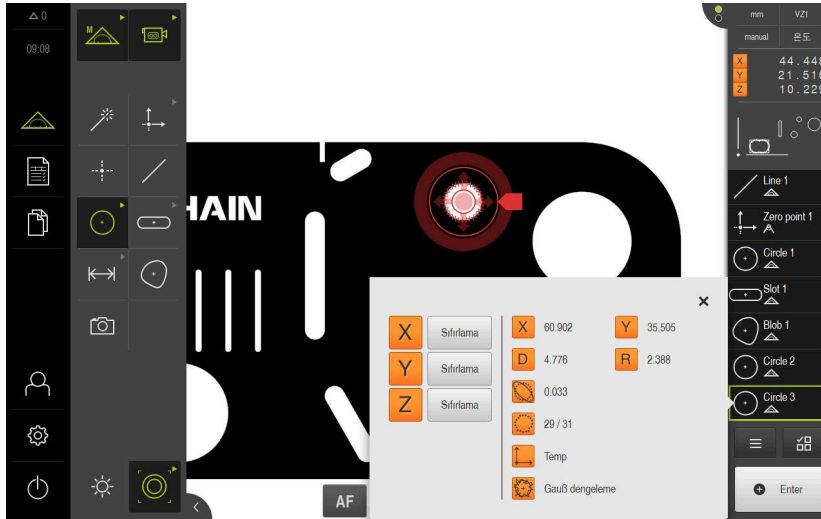 0
09:08
M
mm VZ1
manual 온도
X 44.448
Y 21.516
Z 10.229
Line 1
Zero point 1
Circle 1
Slot 1
Blob 1
Circle 2
Circle 3
Enter
HAIN
X Sıfırlama
Y Sıfırlama
Z Sıfırlama
X 60.902 Y 35.505
D 4.776 R 2.388
0.033
29 / 31
Temp
Gauß dengeleme
AF